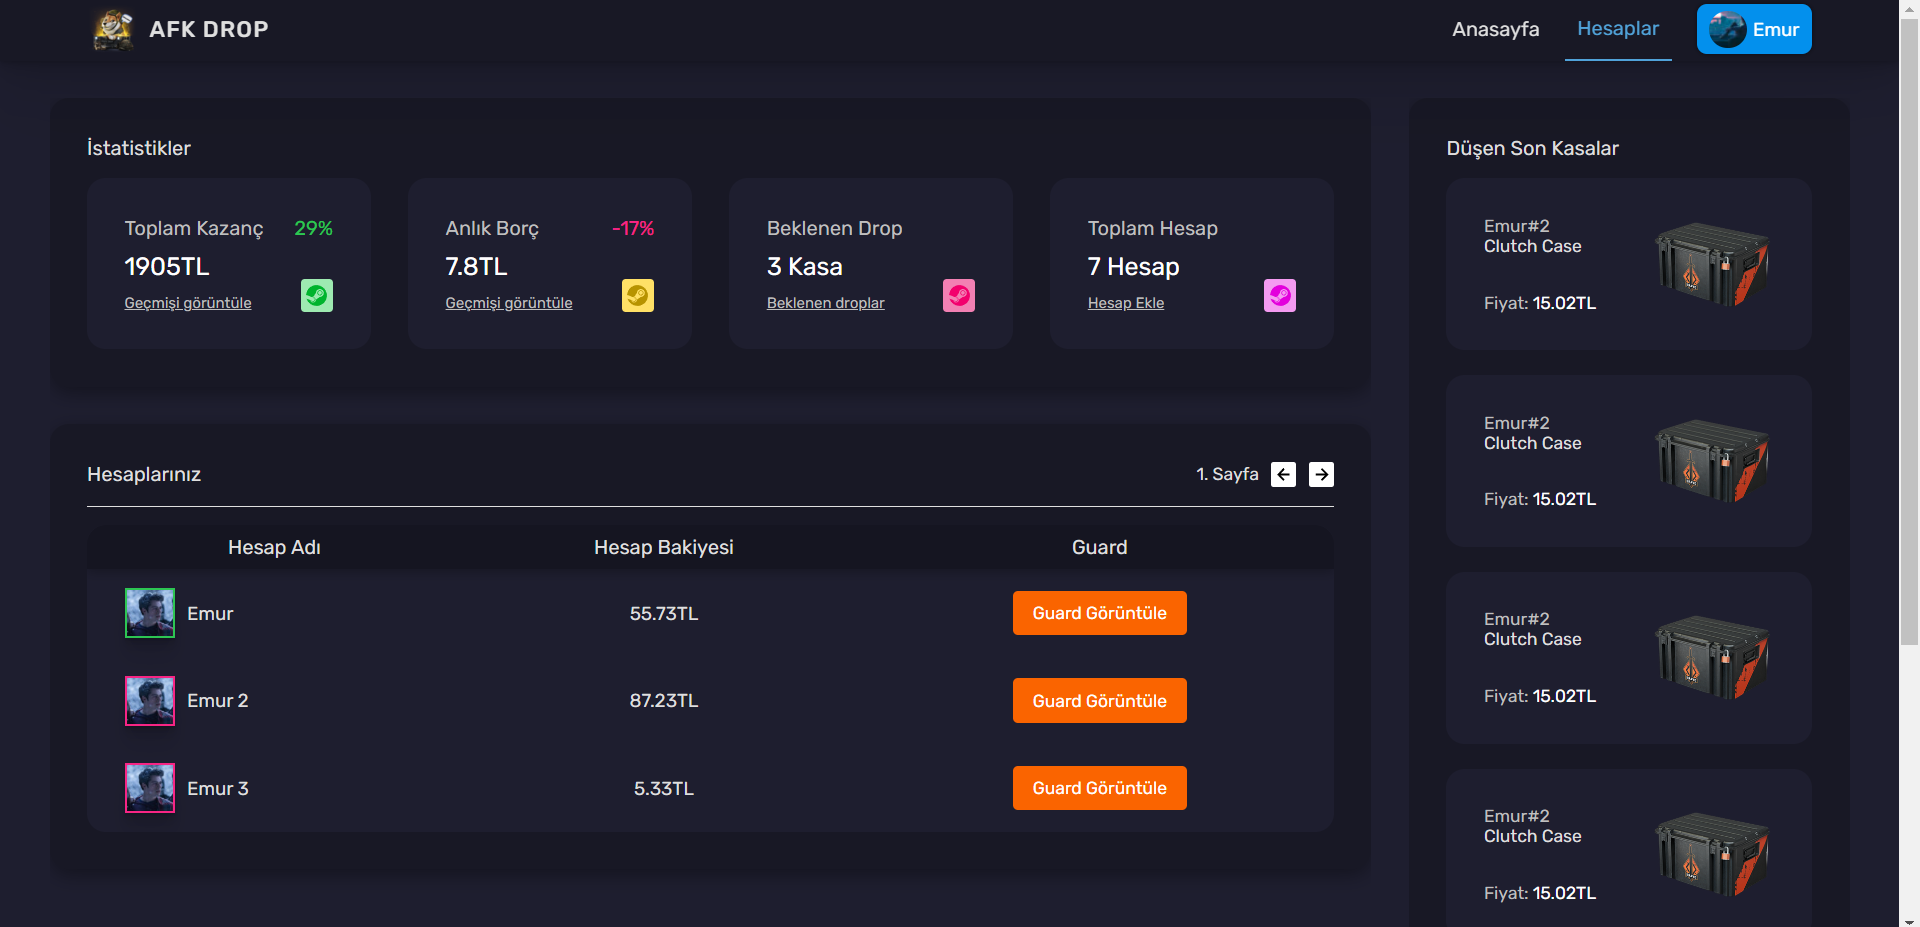 AFK DROP
Anasayfa
Hesaplar
Emur
İstatistikler
Toplam Kazanç 29%
1905TL
Geçmişi görüntüle
Anlık Borç -17%
7.8TL
Geçmişi görüntüle
Beklenen Drop
3 Kasa
Beklenen droplar
Toplam Hesap
7 Hesap
Hesap Ekle
Hesaplarınız
1. Sayfa
Hesap Adı Hesap Bakiyesi Guard
Emur 55.73TL Guard Görüntüle
Emur 2 87.23TL Guard Görüntüle
Emur 3 5.33TL Guard Görüntüle
Düşen Son Kasalar
Emur#2
Clutch Case
Fiyat: 15.02TL
Emur#2
Clutch Case
Fiyat: 15.02TL
Emur#2
Clutch Case
Fiyat: 15.02TL
Emur#2
Clutch Case
Fiyat: 15.02TL